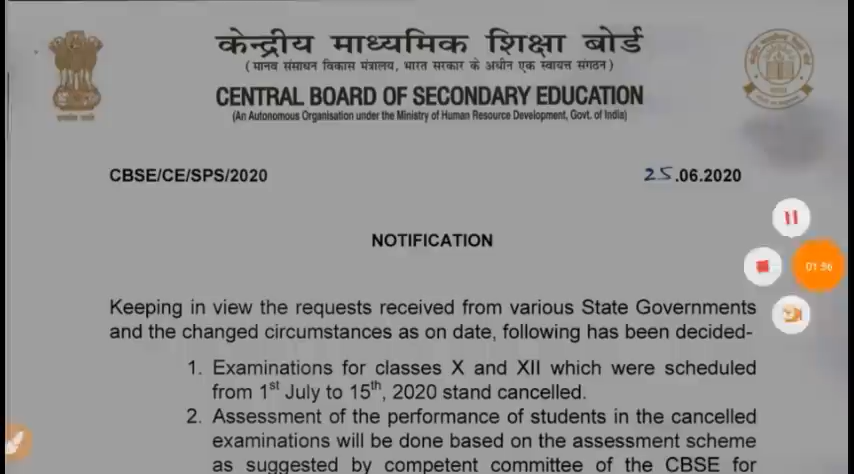 केन्द्रीय माध्यमिक शिक्षा बोर्ड
(मानव संसाधन विकास मंत्रालय, भारत सरकार के अधीन एक स्वायत्त संगठन)
CENTRAL BOARD OF SECONDARY EDUCATION
(An Autonomous Organisation under the Ministry of Human Resource Development, Govt. of India)
CBSE/CE/SPS/2020
25.06.2020
NOTIFICATION
01:56
Keeping in view the requests received from various State Governments
and the changed circumstances as on date, following has been decided-
1. Examinations for classes X and XII which were scheduled
from 1st July to 15th, 2020 stand cancelled.
2. Assessment of the performance of students in the cancelled
examinations will be done based on the assessment scheme
as suggested by competent committee of the CBSE for